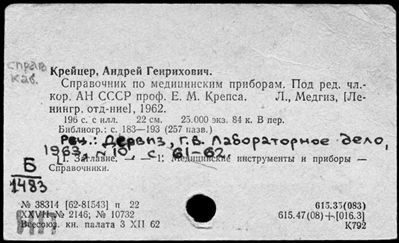 справ
каб.
Крейцер, Андрей Генрихович.
Справочник по медицинским приборам. Под ред. чл.-
кор. АН СССР проф. Е. М. Крепса. Л., Медгиз, [Ле-
нингр. отд-ние], 1962.
196 с. с илл. 22 см. 25.000 экз. 84 к. В пер.
Библиогр.: с. 183—193 (257 назв.)
Рец.: Дервиз, Г.В. Лабораторное дело,
1963, № 10, с. 61-62.
I. Заглавие. —1. Медицинские инструменты и приборы —
Справочники.
Б
1483
№ 38314 [62-81543] п 22
XXVII № 2146; № 10732
Всесоюз. кн. палата 3 XII 62
615.37(083)
615.47(08)+[016.3]
К792